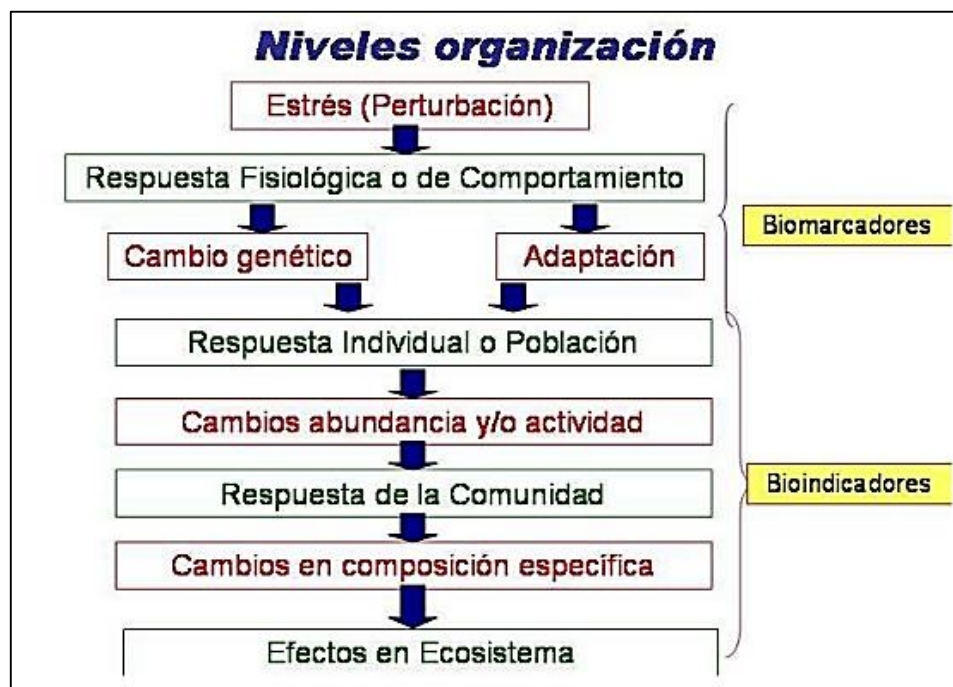 Niveles organización
Estrés (Perturbación)
Respuesta Fisiológica o de Comportamiento
Cambio genético
Adaptación
Biomarcadores
Respuesta Individual o Población
Cambios abundancia y/o actividad
Respuesta de la Comunidad
Bioindicadores
Cambios en composición específica
Efectos en Ecosistema